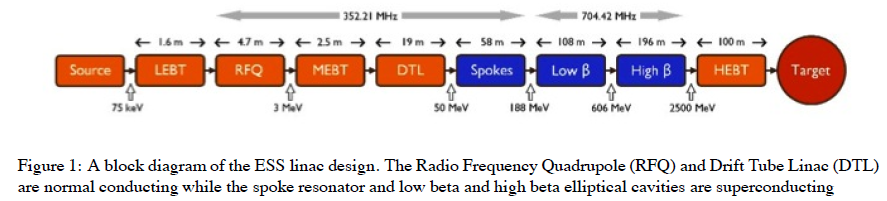 352.21 MHz 704.42 MHz
1.6 m 4.7 m 2.5 m 19 m 58 m 108 m 196 m 100 m
Source LEBT RFQ MEBT DTL Spokes Low β High β HEBT Target
75 keV 3 MeV 50 MeV 188 MeV 606 MeV 2500 MeV
Figure 1: A block diagram of the ESS linac design. The Radio Frequency Quadrupole (RFQ) and Drift Tube Linac (DTL)
are normal conducting while the spoke resonator and low beta and high beta elliptical cavities are superconducting